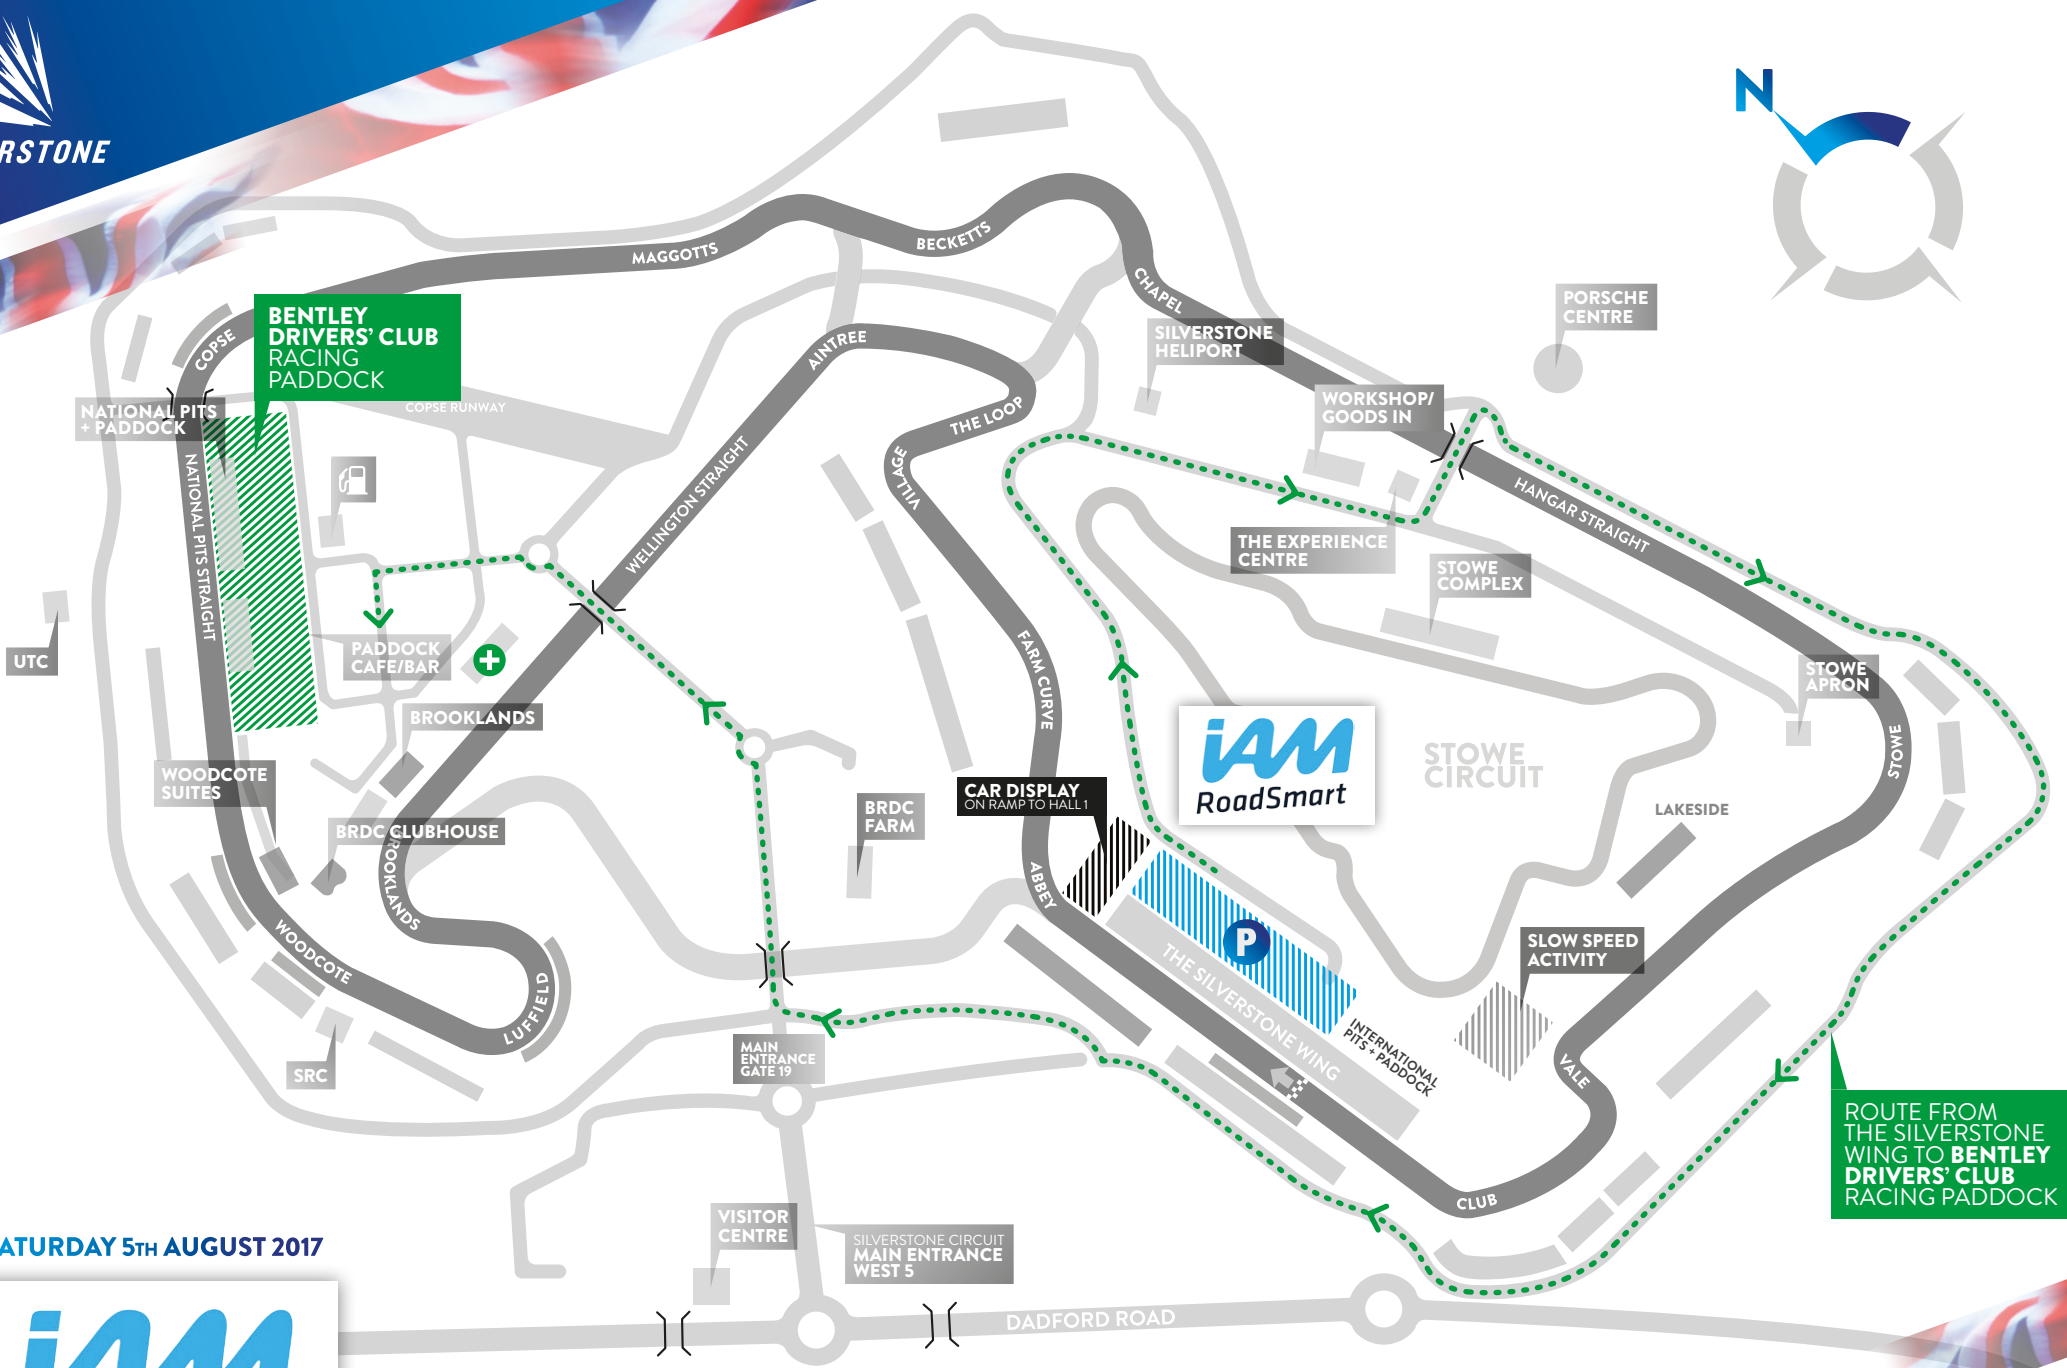 RSTONE
N
MAGGOTTS
BECKETTS
CHAPEL
COPSE
BENTLEY
DRIVERS' CLUB
RACING
PADDOCK
NATIONAL PITS
+ PADDOCK
COPSE RUNWAY
AINTREE
THE LOOP
VILLAGE
WELLINGTON STRAIGHT
NATIONAL PITS STRAIGHT
SILVERSTONE
HELIPORT
PORSCHE
CENTRE
WORKSHOP/
GOODS IN
HANGAR STRAIGHT
THE EXPERIENCE
CENTRE
STOWE
COMPLEX
UTC
PADDOCK
CAFE/BAR
FARM CURVE
STOWE
APRON
STOWE
BROOKLANDS
iAM
RoadSmart
STOWE
CIRCUIT
WOODCOTE
SUITES
CAR DISPLAY
ON RAMP TO HALL 1
BRDC
FARM
LAKESIDE
BRDC CLUBHOUSE
BROOKLANDS
ABBEY
WOODCOTE
LUFFIELD
P
THE SILVERSTONE WING
INTERNATIONAL
PITS + PADDOCK
SLOW SPEED
ACTIVITY
VALE
SRC
MAIN
ENTRANCE
GATE 19
ROUTE FROM
THE SILVERSTONE
WING TO BENTLEY
DRIVERS' CLUB
RACING PADDOCK
CLUB
VISITOR
CENTRE
SILVERSTONE CIRCUIT
MAIN ENTRANCE
WEST 5
ATURDAY 5TH AUGUST 2017
DADFORD ROAD
iAM